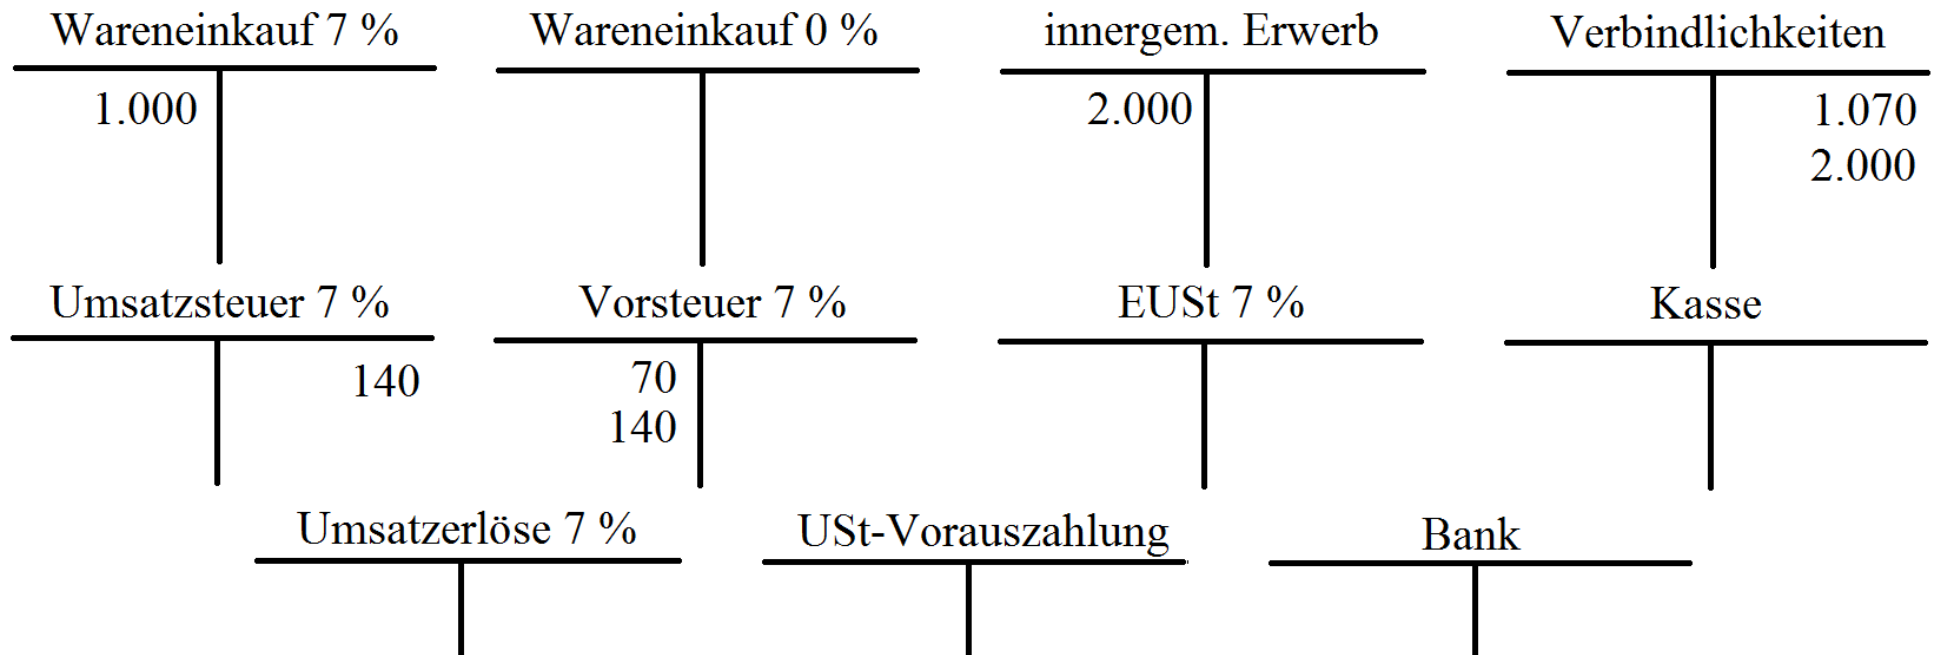 Wareneinkauf 7 % Wareneinkauf 0 % innergem. Erwerb Verbindlichkeiten
1.000 2.000 1.070
2.000
Umsatzsteuer 7 % Vorsteuer 7 % EUSt 7 % Kasse
140 70
140
Umsatzerlöse 7 % USt-Vorauszahlung Bank